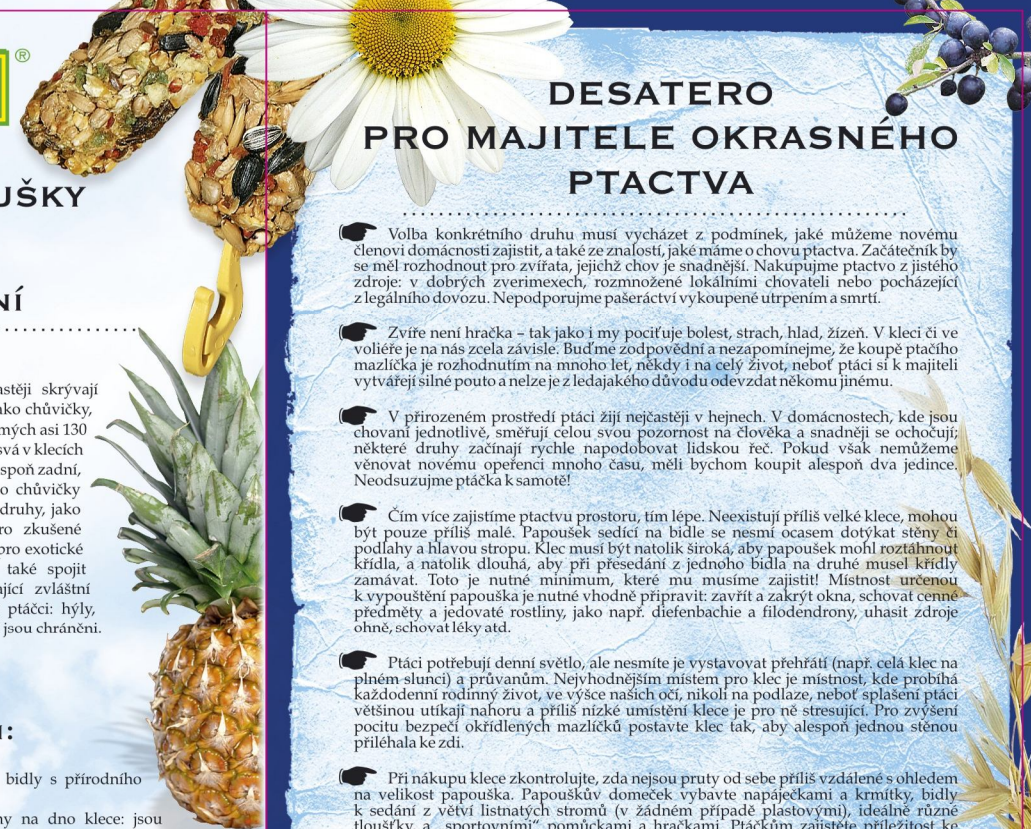 ®
UŠKY
NÍ
astěji skrývají
ako chůvičky,
mých asi 130
svá v klecích
spoň zadní,
o chůvičky
druhy, jako
ro zkušené
pro exotické
také spojit
ající zvláštní
ptáčci: hýly,
jsou chráněni.
bidly s přírodního
ny na dno klece: jsou
DESATERO
PRO MAJITELE OKRASNÉHO
PTACTVA
Volba konkrétního druhu musí vycházet z podmínek, jaké můžeme novému
členovi domácnosti zajistit, a také ze znalostí, jaké máme o chovu ptactva. Začátečník by
se měl rozhodnout pro zvířata, jejichž chov je snadnější. Nakupujme ptactvo z jistého
zdroje: v dobrých zverimexech, rozmnožené lokálními chovateli nebo pocházející
z legálního dovozu. Nepodporujme pašeráctví vykoupené utrpením a smrtí.
Zvíře není hračka – tak jako i my pociťuje bolest, strach, hlad, žízeň. V kleci či ve
voliéře je na nás zcela závisle. Buďme zodpovědní a nezapomínejme, že koupě ptačího
mazlíčka je rozhodnutím na mnoho let, někdy i na celý život, neboť ptáci si k majiteli
vytvářejí silné pouto a nelze je z ledajakého důvodu odevzdat někomu jinému.
V přirozeném prostředí ptáci žijí nejčastěji v hejnech. V domácnostech, kde jsou
chovaní jednotlivě, směřují celou svou pozornost na člověka a snadněji se ochočují;
některé druhy začínají rychle napodobovat lidskou řeč. Pokud však nemůžeme
věnovat novému opeřenci mnoho času, měli bychom koupit alespoň dva jedince.
Neodsuzujme ptáčka k samotě!
Čím více zajistíme ptactvu prostoru, tím lépe. Neexistují příliš velké klece, mohou
být pouze příliš malé. Papoušek sedící na bidle se nesmí ocasem dotýkat stěny či
podlahy a hlavou stropu. Klec musí být natolik široká, aby papoušek mohl roztáhnout
křídla, a natolik dlouhá, aby při přesedání z jednoho bidla na druhé musel křídly
zamávat. Toto je nutné minimum, které mu musíme zajistit! Místnost určenou
k vypouštění papouška je nutné vhodně připravit: zavřít a zakrýt okna, schovat cenné
předměty a jedovaté rostliny, jako např. diefenbachie a filodendrony, uhasit zdroje
ohně, schovat léky atd.
Ptáci potřebují denní světlo, ale nesmíte je vystavovat přehřátí (např. celá klec na
plném slunci) a průvanům. Nejvhodnějším místem pro klec je místnost, kde probíhá
každodenní rodinný život, ve výšce našich očí, nikoli na podlaze, neboť splašení ptáci
většinou utíkají nahoru a příliš nízké umístění klece je pro ně stresující. Pro zvýšení
pocitu bezpečí okřídlených mazlíčků postavte klec tak, aby alespoň jednou stěnou
přiléhala ke zdi.
Při nákupu klece zkontrolujte, zda nejsou pruty od sebe příliš vzdálené s ohledem
na velikost papouška. Papouškův domeček vybavte napáječkami a krmítky, bidly
k sedání z větví listnatých stromů (v žádném případě plastovými), ideálně různé
tloušťky, a „sportovními“ pomůckami a hračkami. Ptáčkům zajistěte příležitost ke